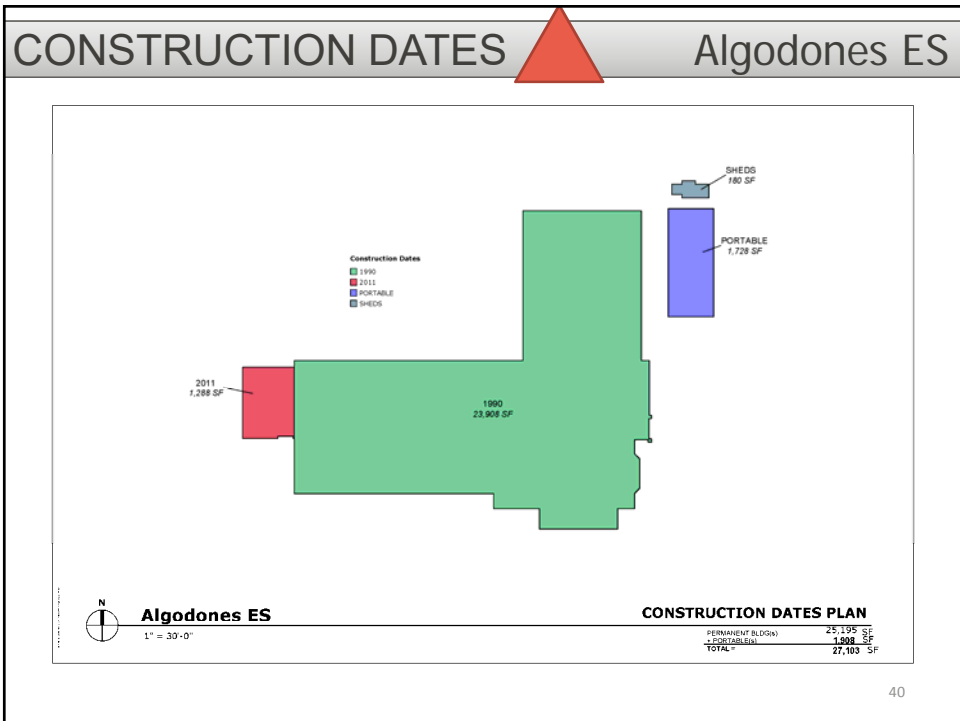 CONSTRUCTION DATES
Algodones ES
SHEDS
180 SF
PORTABLE
1,728 SF
Construction Dates
1990
2011
PORTABLE
SHEDS
2011
1,288 SF
1990
23,908 SF
N
Algodones ES
1" = 30'-0"
CONSTRUCTION DATES PLAN
PERMANENT BLDG(s) 25,195 SF
+ PORTABLE(s) 1,908 SF
TOTAL = 27,103 SF
40